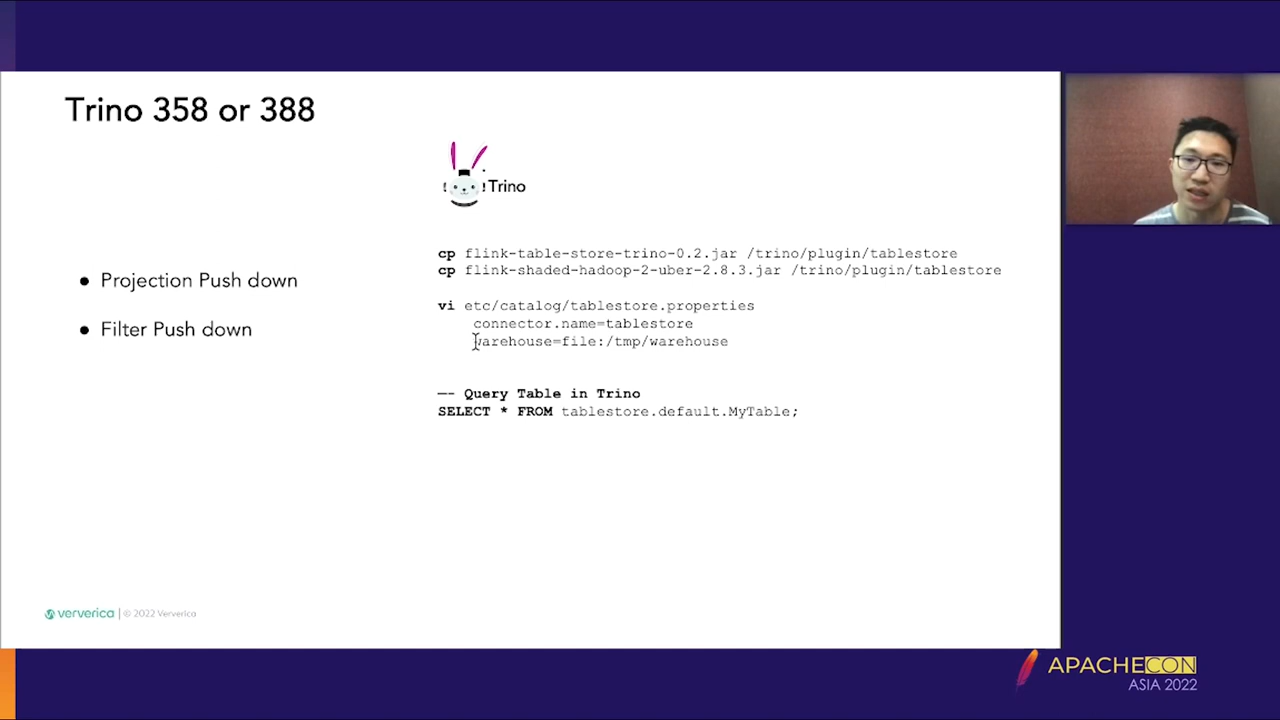 Trino 358 or 388
Trino
● Projection Push down
● Filter Push down
cp flink-table-store-trino-0.2.jar /trino/plugin/tablestore
cp flink-shaded-hadoop-2-uber-2.8.3.jar /trino/plugin/tablestore
vi etc/catalog/tablestore.properties
connector.name=tablestore
warehouse=file:/tmp/warehouse
–- Query Table in Trino
SELECT * FROM tablestore.default.MyTable;
ververica | © 2022 Ververica
APACHECON
ASIA 2022